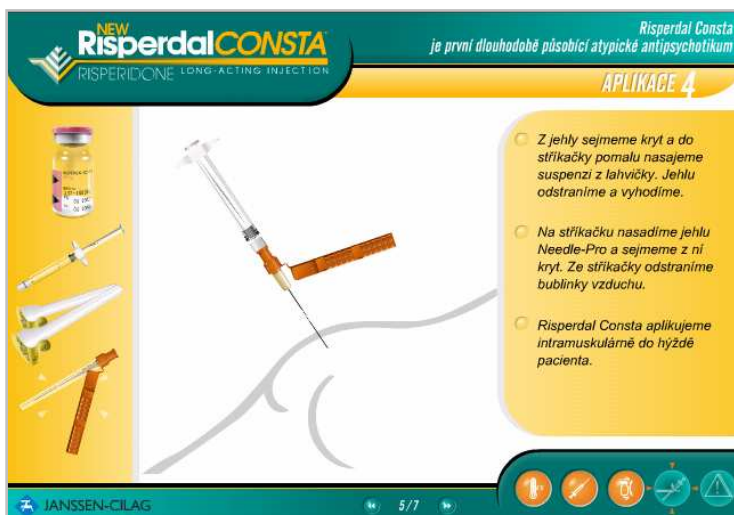 NEW
RisperdalCONSTA
RISPERIDONE LONG-ACTING INJECTION
Risperdal Consta
je první dlouhodobě působící atypické antipsychotikum
APLIKACE 4
Z jehly sejmeme kryt a do
stříkačky pomalu nasajeme
suspenzi z lahvičky. Jehlu
odstraníme a vyhodíme.
Na stříkačku nasadíme jehlu
Needle-Pro a sejmeme z ní
kryt. Ze stříkačky odstraníme
bublinky vzduchu.
Risperdal Consta aplikujeme
intramuskulárně do hýždě
pacienta.
JANSSEN-CILAG
5/7